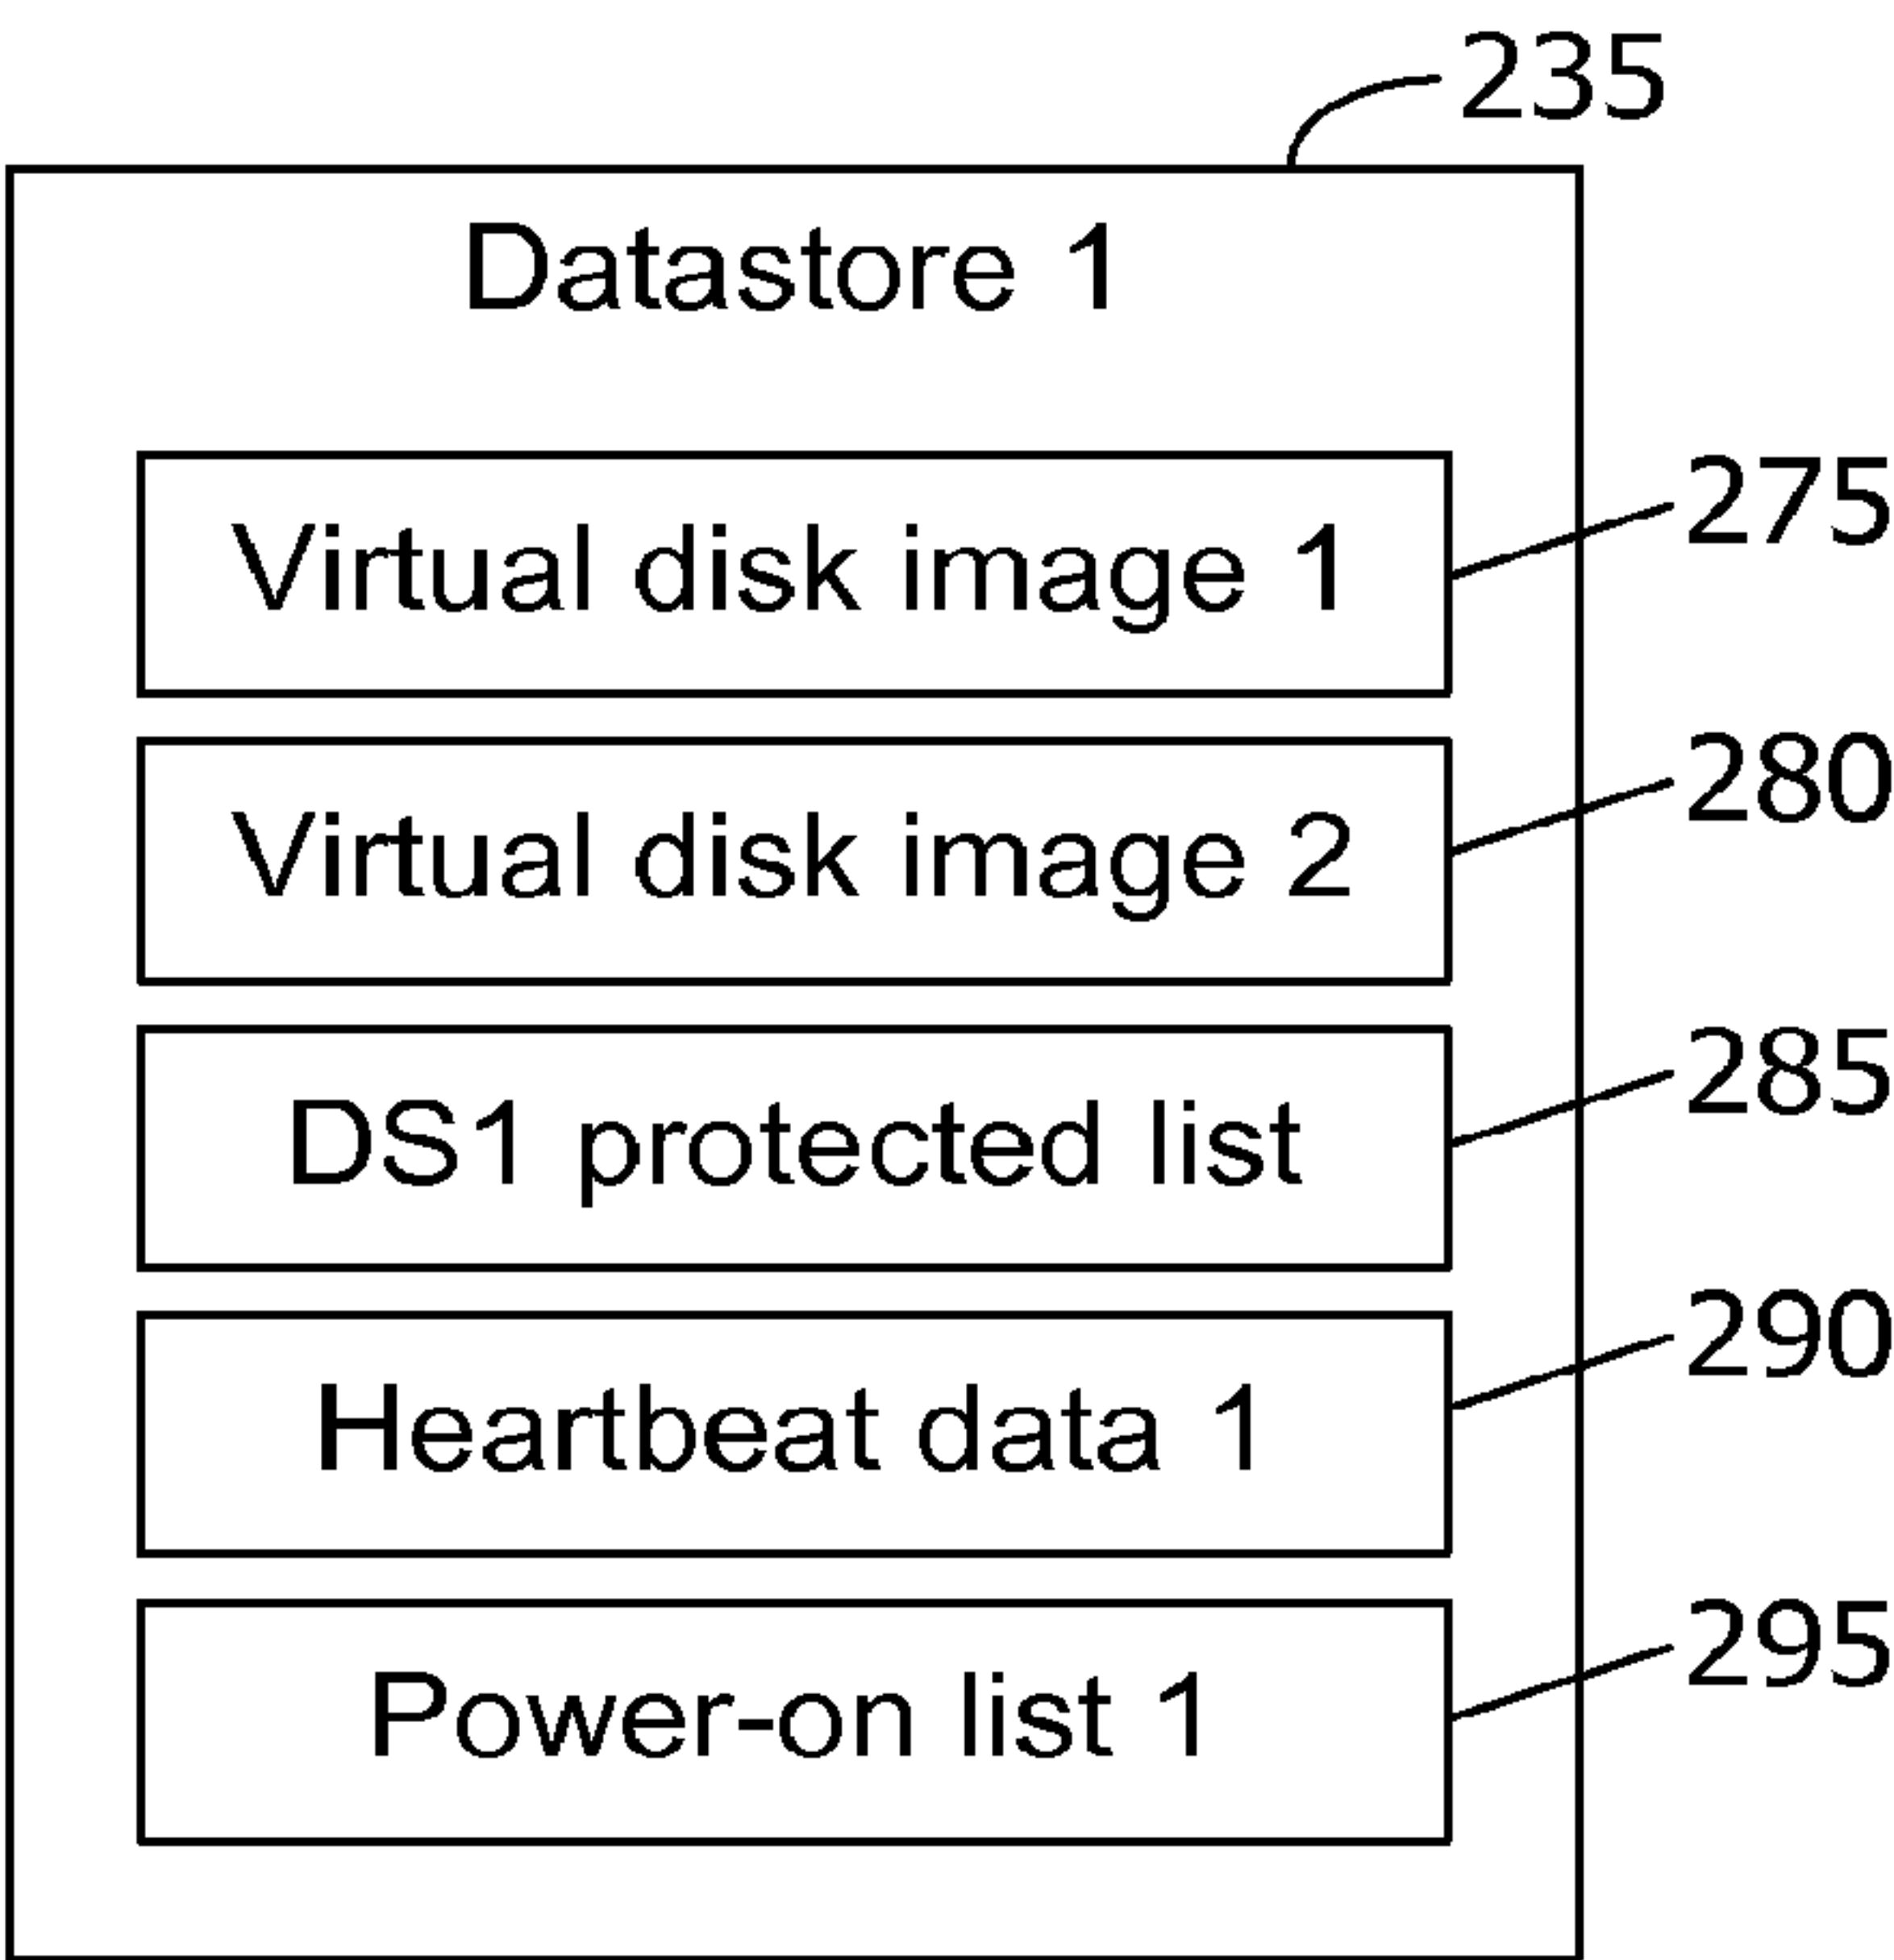 235
Datastore 1
Virtual disk image 1
275
Virtual disk image 2
280
DS1 protected list
285
Heartbeat data 1
290
Power-on list 1
295